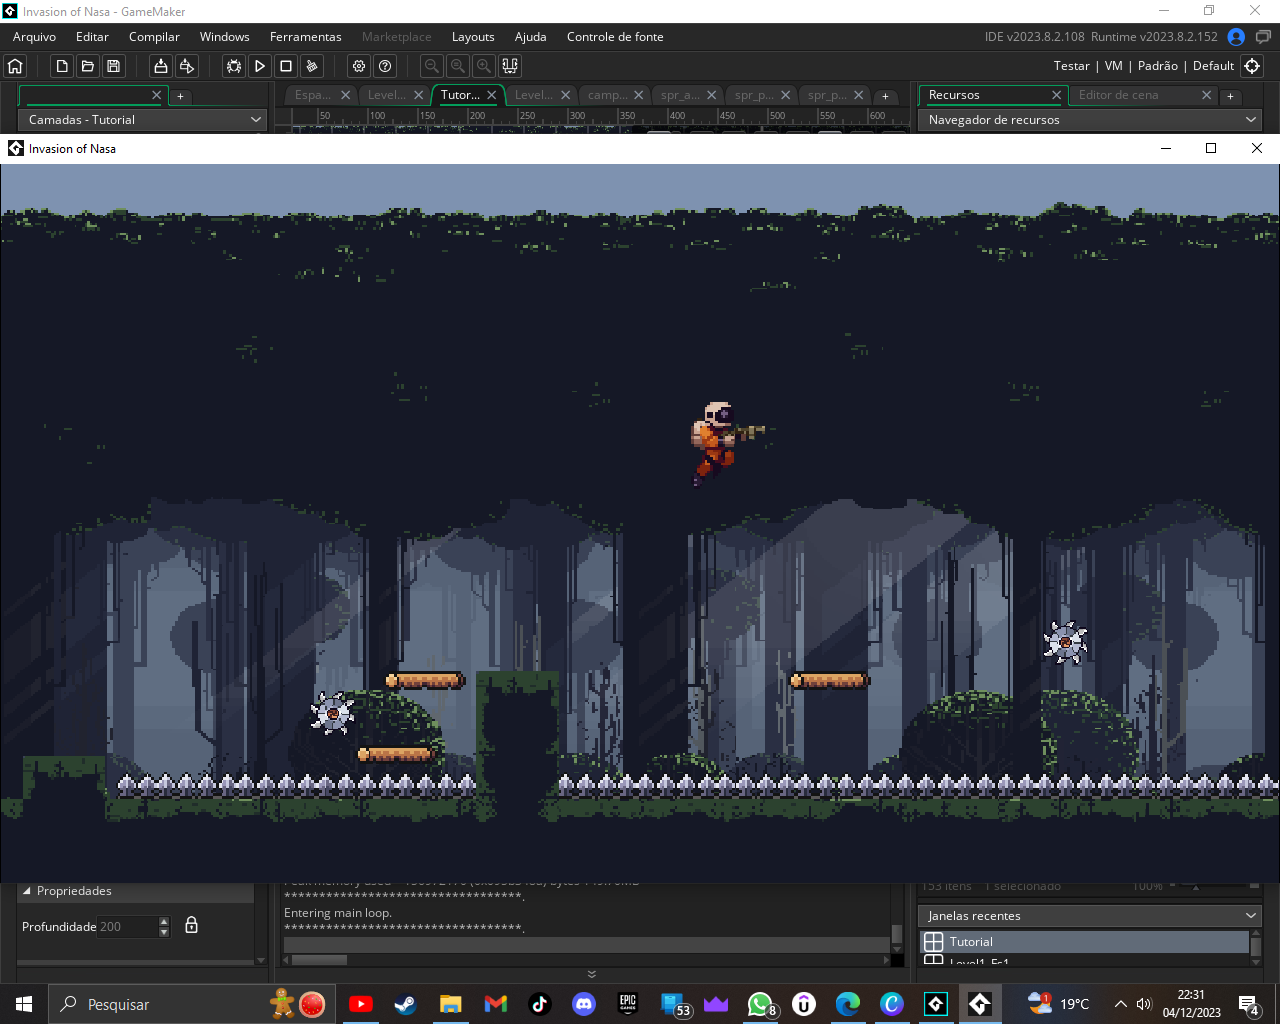 Invasion of Nasa - GameMaker
Arquivo Editar Compilar Windows Ferramentas Marketplace Layouts Ajuda Controle de fonte
IDE v2023.8.2.108 Runtime v2023.8.2.152
Testar | VM | Padrão | Default
Espa... Level... Tutor... Level... camp... spr_a... spr_p... spr_p... +
Recursos Editor de cena +
Camadas - Tutorial
50 100 150 200 250 300 350 400 450 500 550 600
Navegador de recursos
Invasion of Nasa
Propriedades
153 itens 1 selecionado 100%
**********************************.
Janelas recentes
Entering main loop.
Profundidade 200
**********************************.
Tutorial
Level1_Fs1
Pesquisar
EPIC GAMES
53
8
19°C
22:31
04/12/2023
4